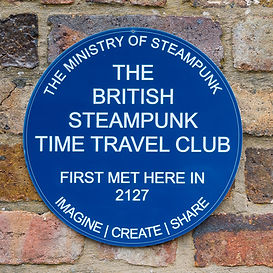 THE MINISTRY OF STEAMPUNK
THE
BRITISH
STEAMPUNK
TIME TRAVEL CLUB
FIRST MET HERE IN
2127
IMAGINE | CREATE | SHARE